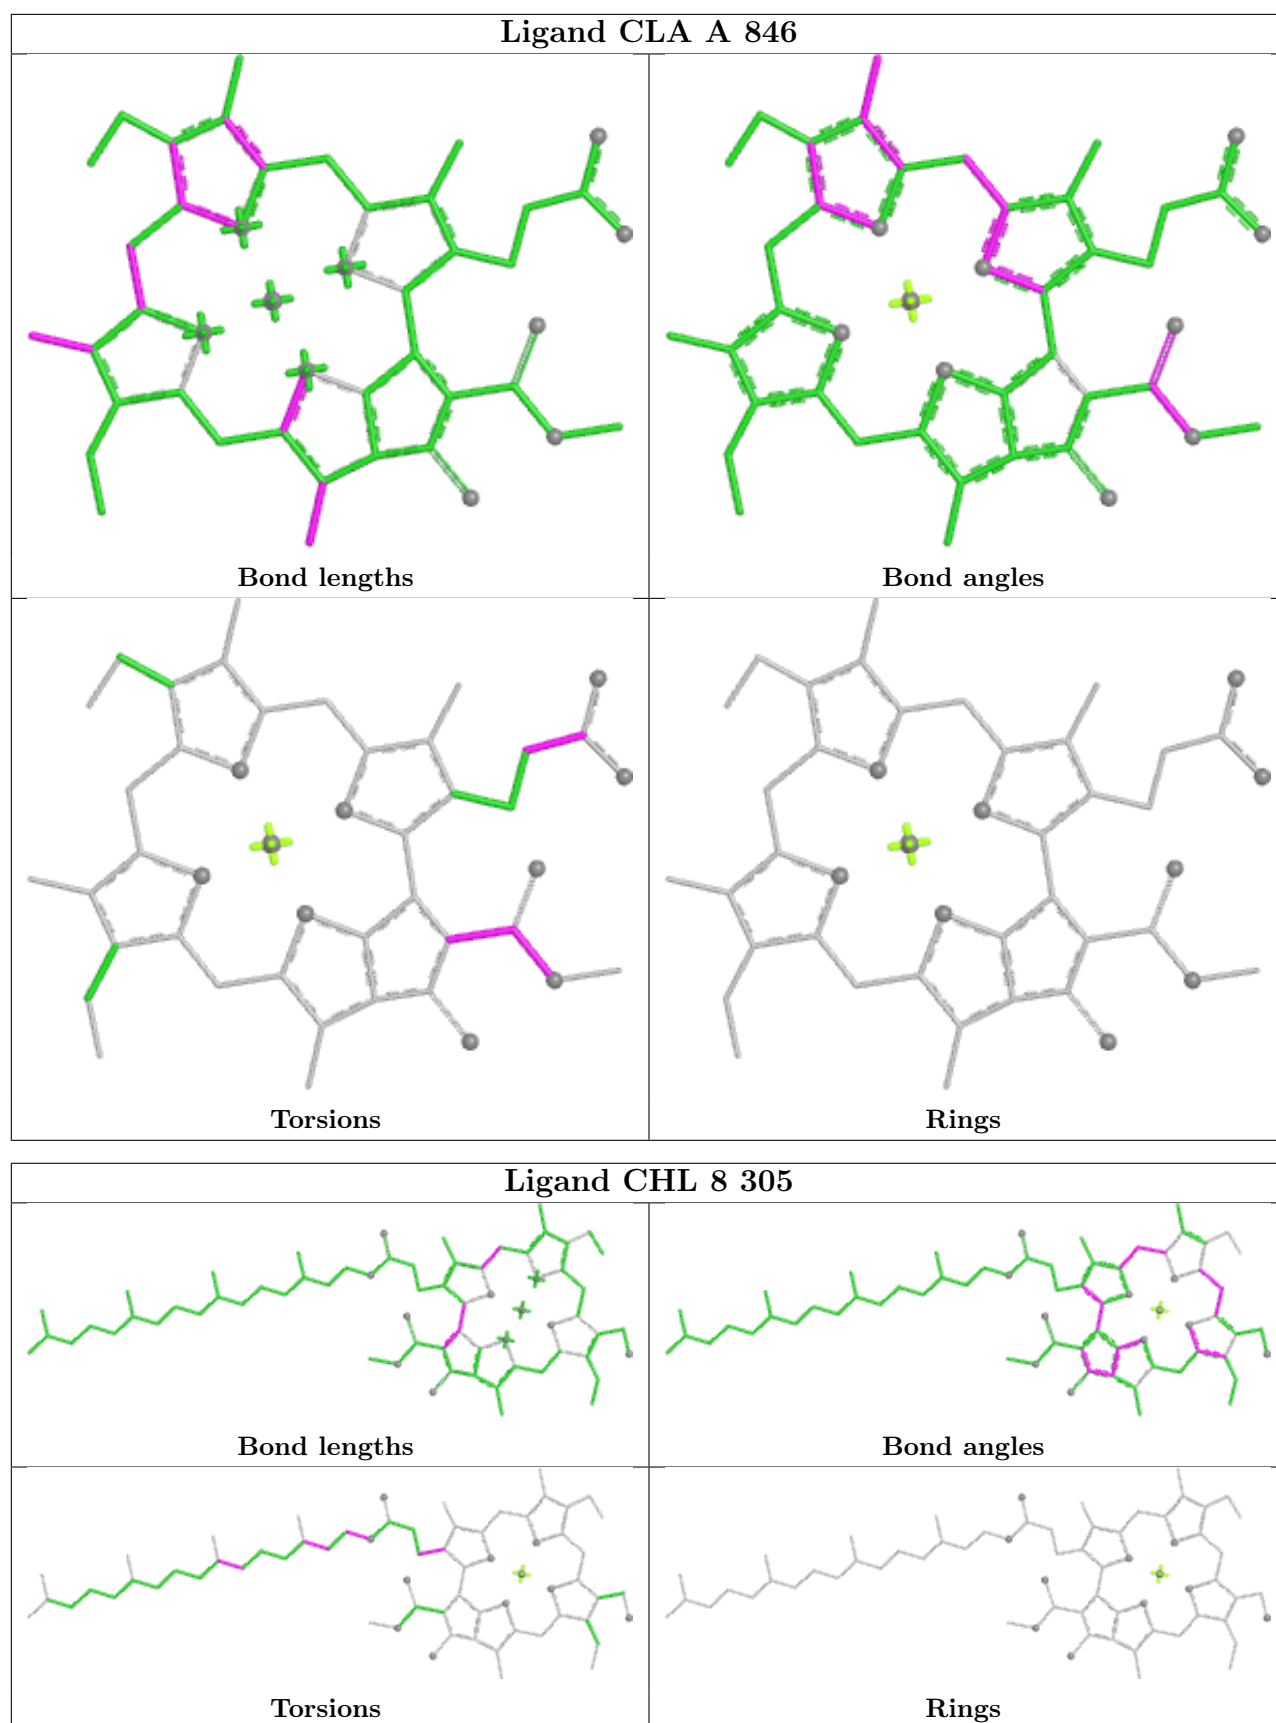 Ligand CLA A 846
Bond lengths
Bond angles
Torsions
Rings
Ligand CHL 8 305
Bond lengths
Bond angles
Torsions
Rings